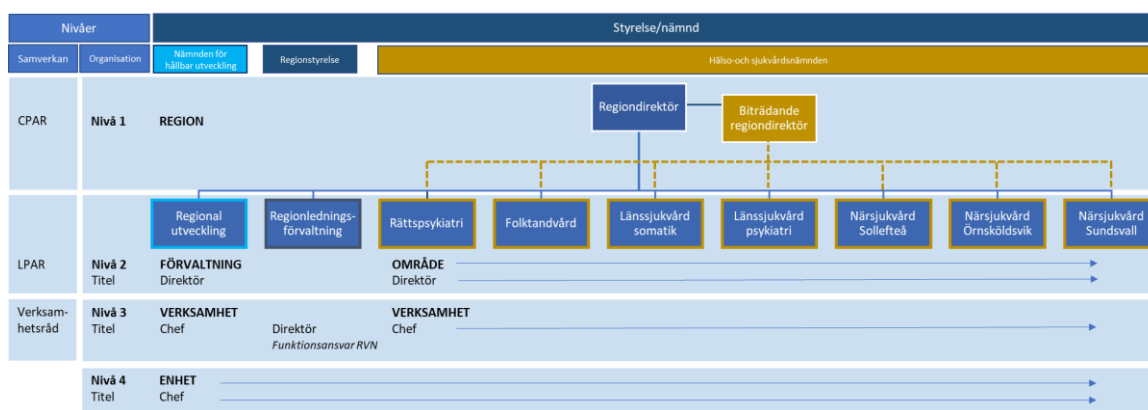 Nivåer
Styrelse/nämnd
Samverkan
Organisation
Nämnden för
hållbar utveckling
Regionstyrelse
Hälso-och sjukvårdsnämnden
CPAR
Nivå 1
REGION
Regiondirektör
Biträdande
regiondirektör
Regional
utveckling
Regionlednings-
förvaltning
Rättspsykiatri
Folktandvård
Länssjukvård
somatik
Länssjukvård
psykiatri
Närsjukvård
Sollefteå
Närsjukvård
Örnsköldsvik
Närsjukvård
Sundsvall
LPAR
Nivå 2
FÖRVALTNING
OMRÅDE
Titel
Direktör
Direktör
Verksam-
hetsråd
Nivå 3
VERKSAMHET
VERKSAMHET
Titel
Chef
Direktör
Chef
Funktionsansvar RVN
Nivå 4
ENHET
Titel
Chef